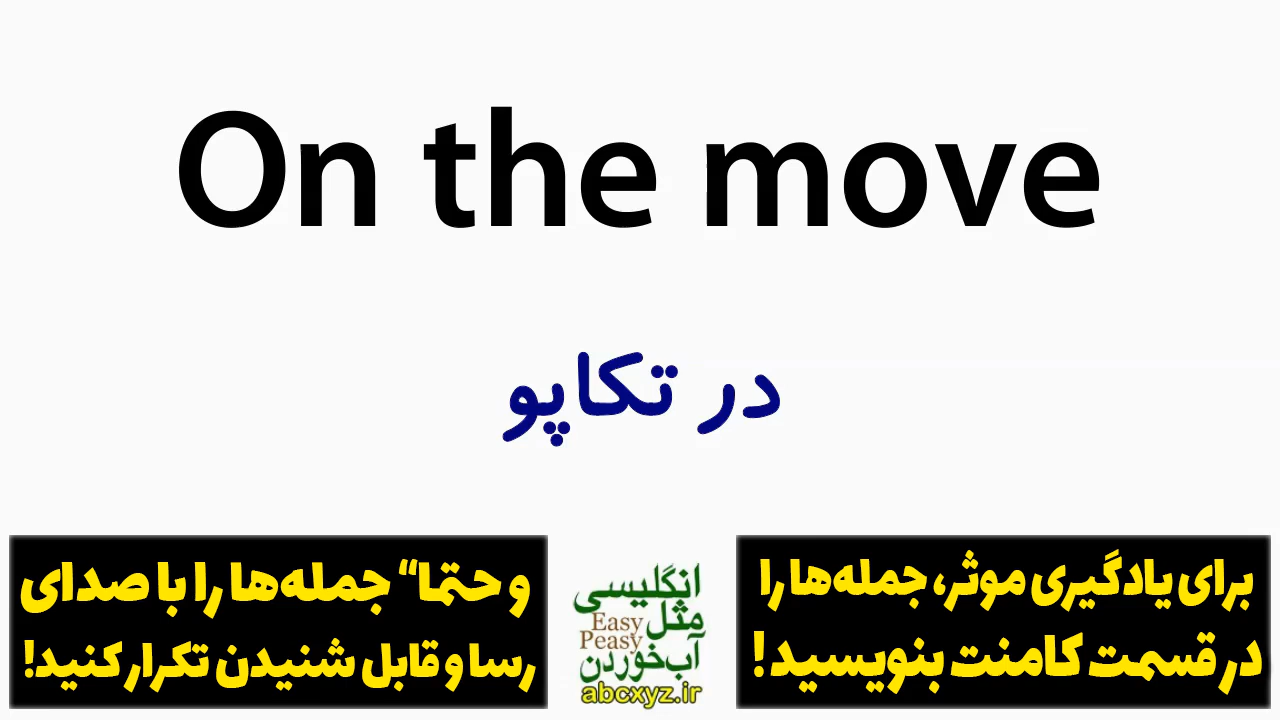 On the move
در تکاپو
برای یادگیری موثر، جمله‌ها را
در قسمت کامنت بنویسید!
انگلیسی
مثل
Easy
Peasy
آب‌خوردن
abcxyz.ir
و حتما“ جمله‌ها را با صدای
رسا و قابل شنیدن تکرار کنید!